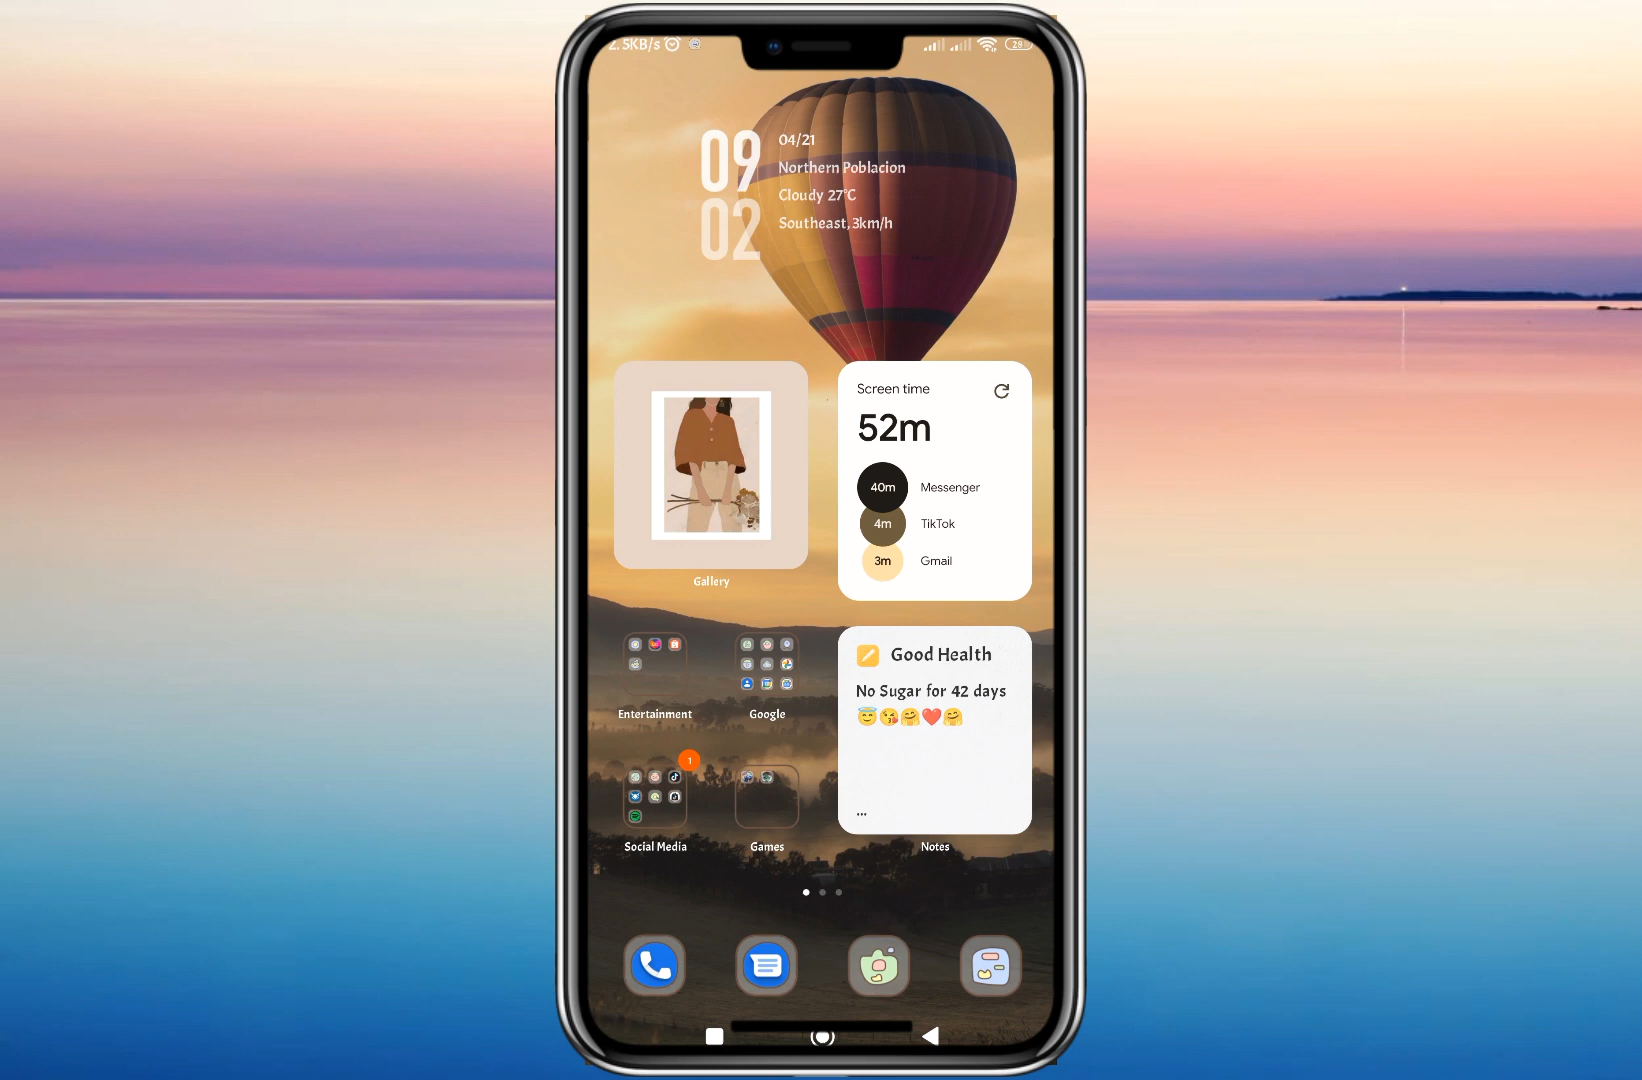 2.5KB/s
28
09
02
04/21
Northern Poblacion
Cloudy 27°C
Southeast, 3km/h
Screen time
52m
40m Messenger
4m TikTok
3m Gmail
Gallery
Good Health
No Sugar for 42 days
😇😘🤗❤️🤗
...
Entertainment
Google
1
Social Media
Games
Notes